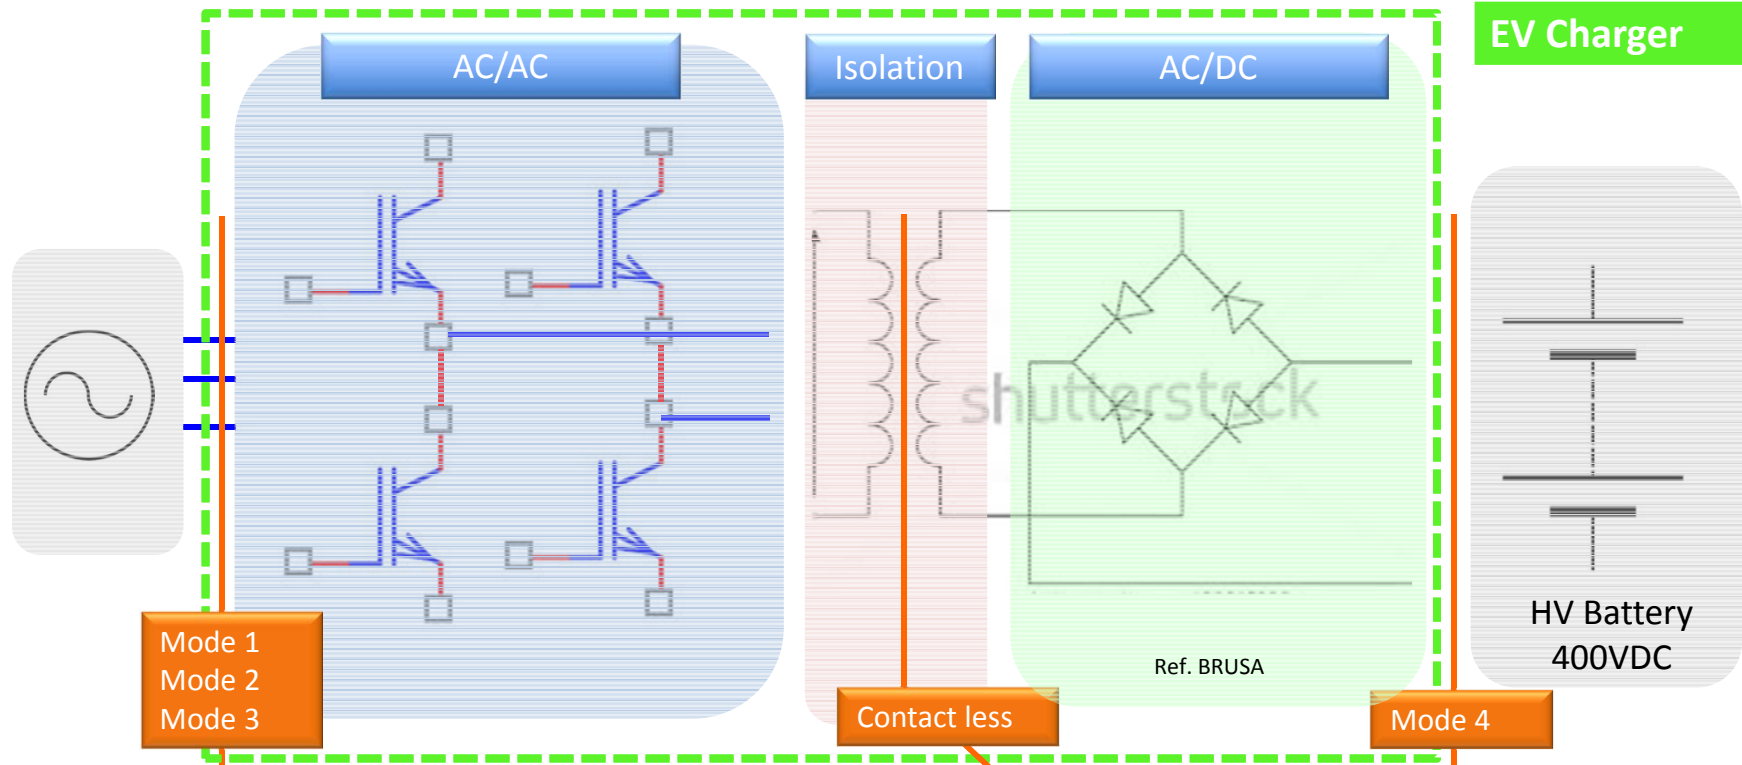 EV Charger
AC/AC
Isolation
AC/DC
shutterstock
HV Battery
400VDC
Ref. BRUSA
Mode 1
Mode 2
Mode 3
Contact less
Mode 4